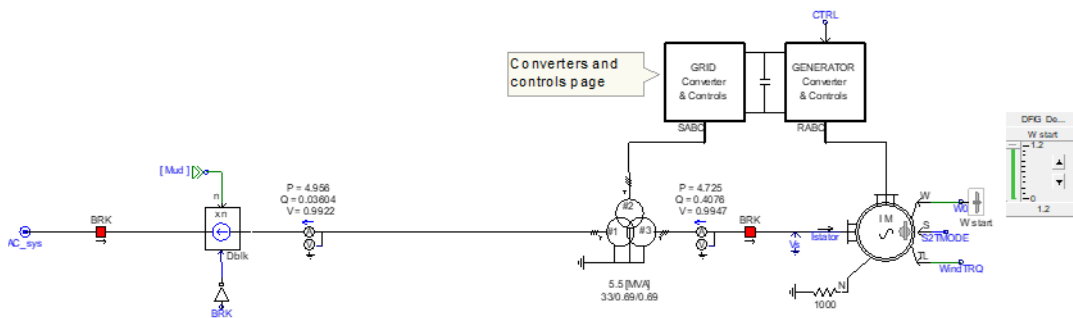 CTRL
Converters and
controls page
GRID
Converter
& Controls
GENERATOR
Converter
& Controls
SABC
RABC
DFG De...
W start
1.2
0
1.2
[ Mud ]
n
xn
Dblk
BRK
AC_sys
BRK
P = 4.956
Q = 0.03604
V = 0.9922
A
V
#2
#1
#3
5.5 [MVA]
33/0.69/0.69
P = 4.725
Q = 0.4076
V = 0.9947
A
V
BRK
Vs
Istator
I M
W
S
TL
N
1000
W start
S2TMODE
WindTRQ